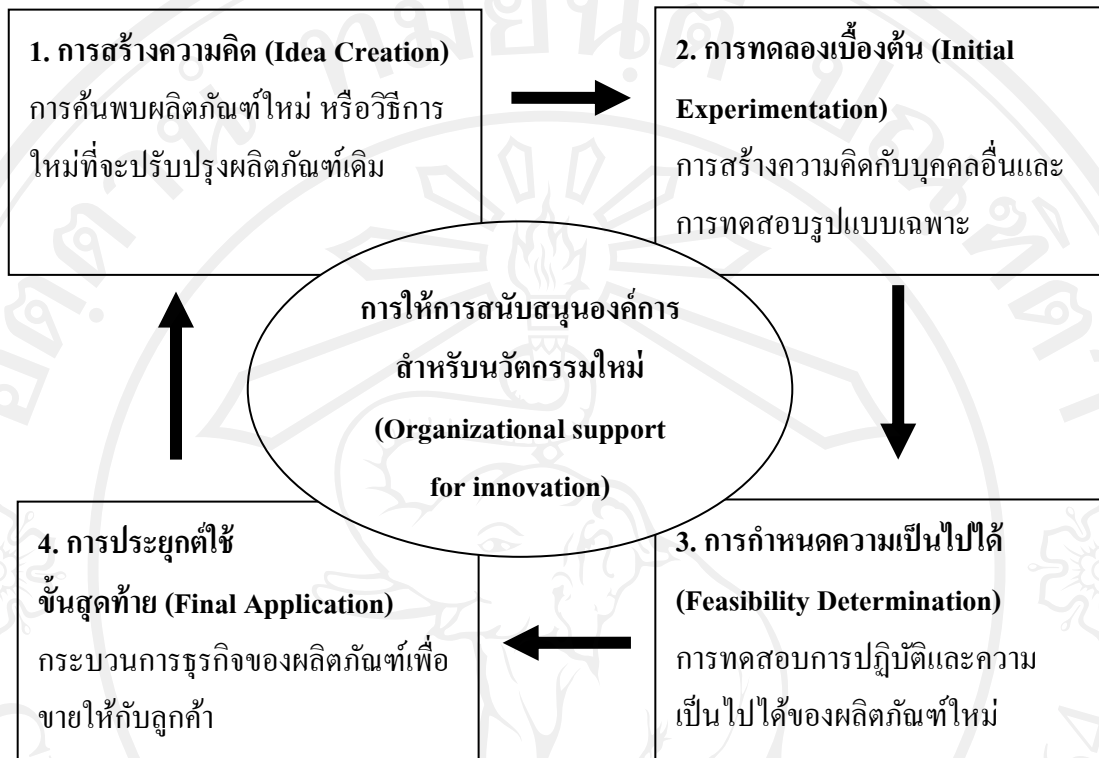 1. การสร้างความคิด (Idea Creation)
การค้นพบผลิตภัณฑ์ใหม่ หรือวิธีการ
ใหม่ที่จะปรับปรุงผลิตภัณฑ์เดิม
2. การทดลองเบื้องต้น (Initial
Experimentation)
การสร้างความคิดกับบุคคลอื่นและ
การทดสอบรูปแบบเฉพาะ
การให้การสนับสนุนองค์การ
สำหรับนวัตกรรมใหม่
(Organizational support
for innovation)
3. การกำหนดความเป็นไปได้
(Feasibility Determination)
การทดสอบการปฏิบัติและความ
เป็นไปได้ของผลิตภัณฑ์ใหม่
4. การประยุกต์ใช้
ขั้นสุดท้าย (Final Application)
กระบวนการธุรกิจของผลิตภัณฑ์เพื่อ
ขายให้กับลูกค้า